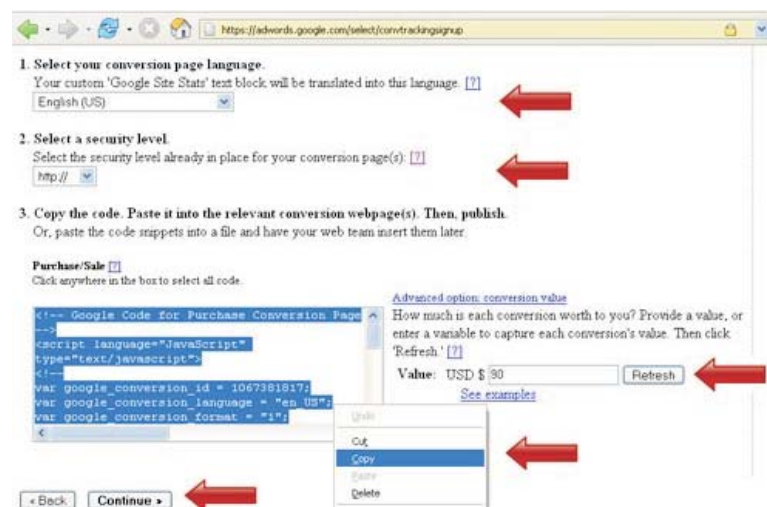 https://adwords.google.com/select/convtrackingsignup
1. Select your conversion page language.
Your custom 'Google Site Stats' text block will be translated into this language. [?]
English (US)
2. Select a security level.
Select the security level already in place for your conversion page(s): [?]
http://
3. Copy the code. Paste it into the relevant conversion webpage(s). Then, publish.
Or, paste the code snippets into a file and have your web team insert them later.
Purchase/Sale [?]
Click anywhere in the box to select all code.
<!-- Google Code for Purchase Conversion Page
-->
<script language="JavaScript"
type="text/javascript">
<!--
var google_conversion_id = 1067381817;
var google_conversion_language = "en_US";
var google_conversion_format = "1";
Advanced option: conversion value
How much is each conversion worth to you? Provide a value, or
enter a variable to capture each conversion's value. Then click
'Refresh.' [?]
Value: USD $ 90 Refresh
See examples
Undo
Cut
Copy
Paste
Delete
« Back Continue »